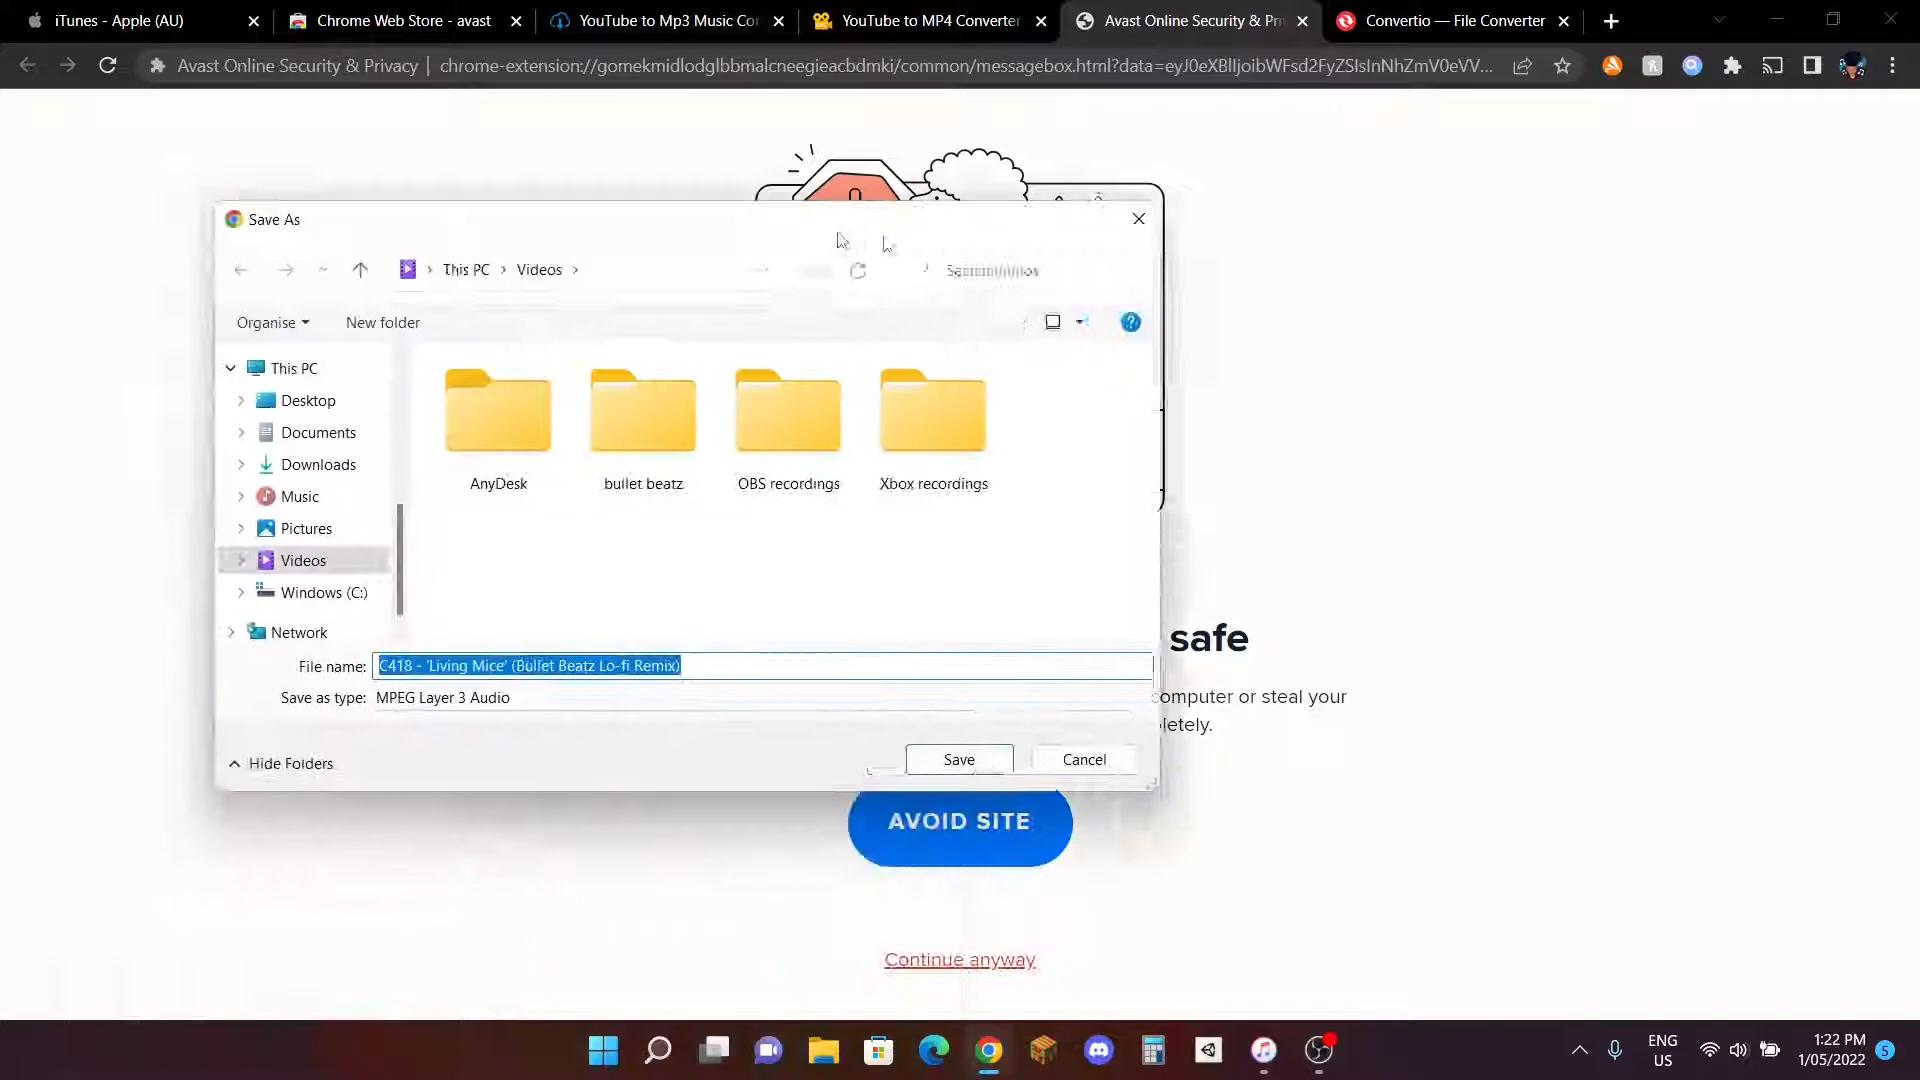 iTunes - Apple (AU)
Chrome Web Store - avast
YouTube to Mp3 Music Cor
YouTube to MP4 Converter
Avast Online Security & Pri
Convertio — File Converter
Avast Online Security & Privacy | chrome-extension://gomekmidlodglbbmalcneegieacbdmki/common/messagebox.html?data=
Save As
This PC
Videos
Organise
New folder
This PC
Desktop
Documents
Downloads
Music
Pictures
Videos
Windows (C:)
Network
AnyDesk
bullet beatz
OBS recordings
Xbox recordings
File name: C418 - 'Living Mice' (Bullet Beatz Lo-fi Remix)
Save as type: MPEG Layer 3 Audio
Hide Folders
Save
Cancel
safe
computer or steal your
AVOID SITE
Continue anyway
ENG
US
1:22 PM
1/05/2022
5